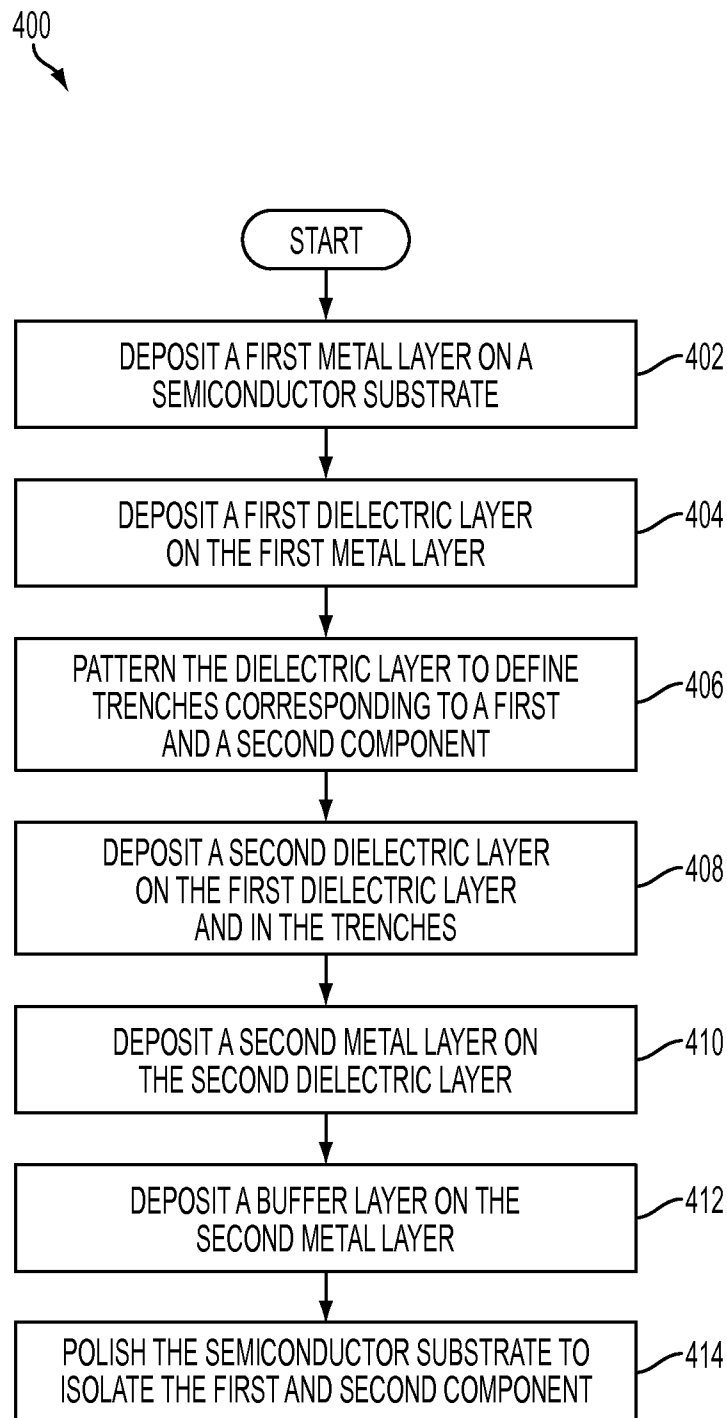 400
START
DEPOSIT A FIRST METAL LAYER ON A
SEMICONDUCTOR SUBSTRATE
402
DEPOSIT A FIRST DIELECTRIC LAYER
ON THE FIRST METAL LAYER
404
PATTERN THE DIELECTRIC LAYER TO DEFINE
TRENCHES CORRESPONDING TO A FIRST
AND A SECOND COMPONENT
406
DEPOSIT A SECOND DIELECTRIC LAYER
ON THE FIRST DIELECTRIC LAYER
AND IN THE TRENCHES
408
DEPOSIT A SECOND METAL LAYER ON
THE SECOND DIELECTRIC LAYER
410
DEPOSIT A BUFFER LAYER ON THE
SECOND METAL LAYER
412
POLISH THE SEMICONDUCTOR SUBSTRATE TO
ISOLATE THE FIRST AND SECOND COMPONENT
414